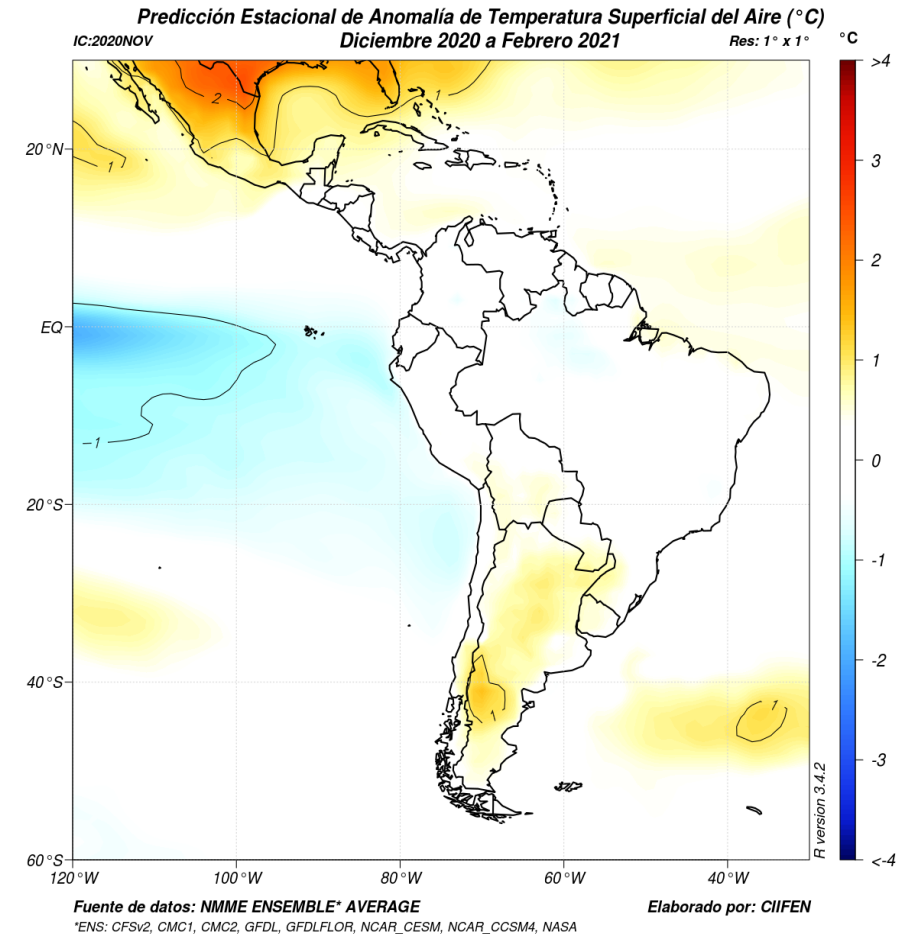 Predicción Estacional de Anomalía de Temperatura Superficial del Aire (°C)
IC:2020NOV
Diciembre 2020 a Febrero 2021
Res: 1° x 1°
°C
>4
3
2
1
0
-1
-2
-3
<-4
20°N
EQ
20°S
40°S
60°S
120°W
100°W
80°W
60°W
40°W
2
1
1
−1
1
1
R version 3.4.2
Fuente de datos: NMME ENSEMBLE* AVERAGE
Elaborado por: CIIFEN
*ENS: CFSv2, CMC1, CMC2, GFDL, GFDLFLOR, NCAR_CESM, NCAR_CCSM4, NASA